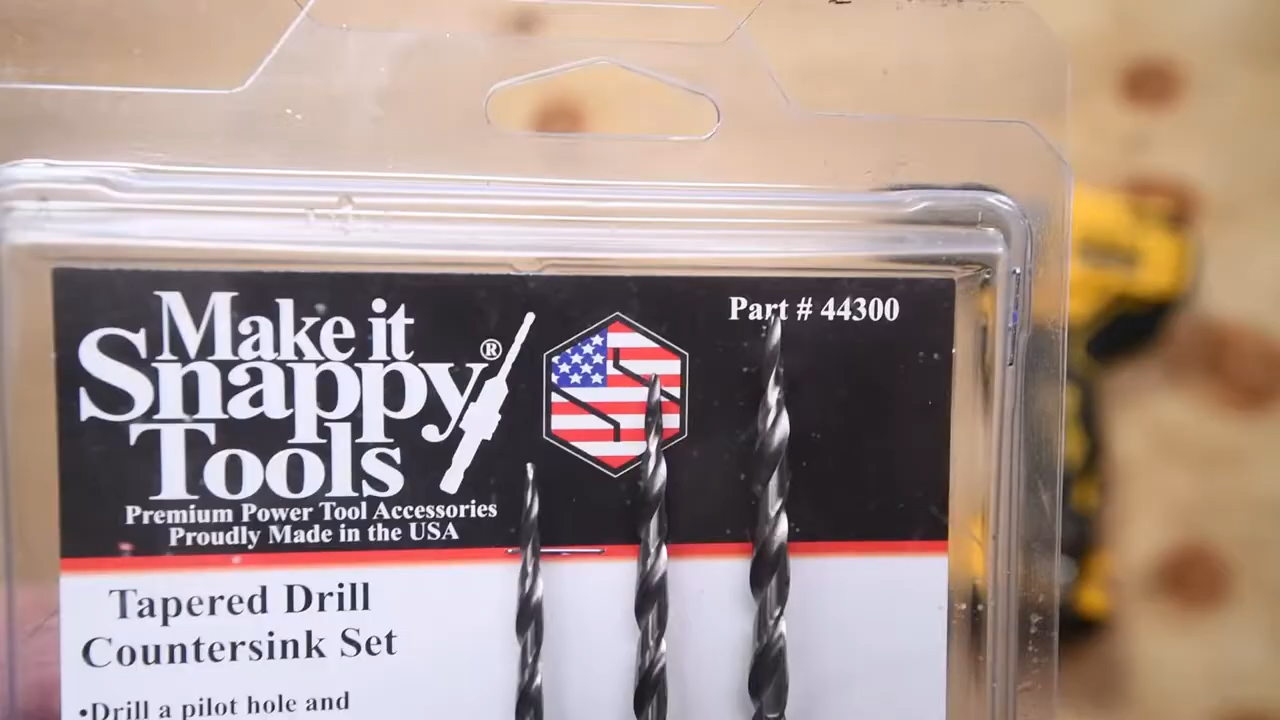 Make it
Snappy®
Tools
Premium Power Tool Accessories
Proudly Made in the USA
Part # 44300
Tapered Drill
Countersink Set
•Drill a pilot hole and